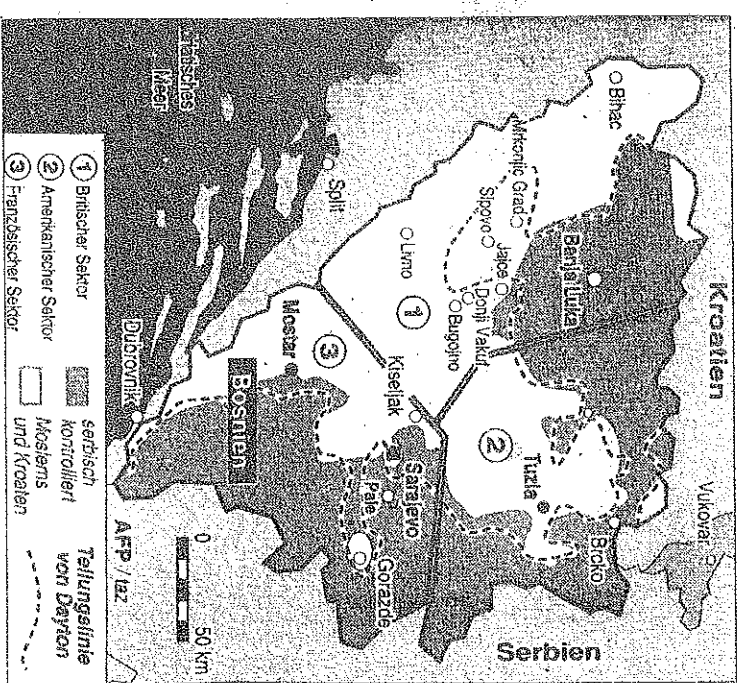 Kroatien
Vukovar
Bihac
Banja Luka
Brcko
Mrkonjic Grad
Sipovo
Jajce
Donji Vakuf
Bugojno
Tuzla
Serbien
Livno
Kiseljak
Sarajevo
Pale
Gorazde
Split
Mostar
Bosnien
Dubrovnik
1
2
3
Meer
0
50 km
AFP / taz
1 Britischer Sektor
2 Amerikanischer Sektor
3 Französischer Sektor
serbisch
kontrolliert
Moslems
und Kroaten
Teilungslinie
von Dayton